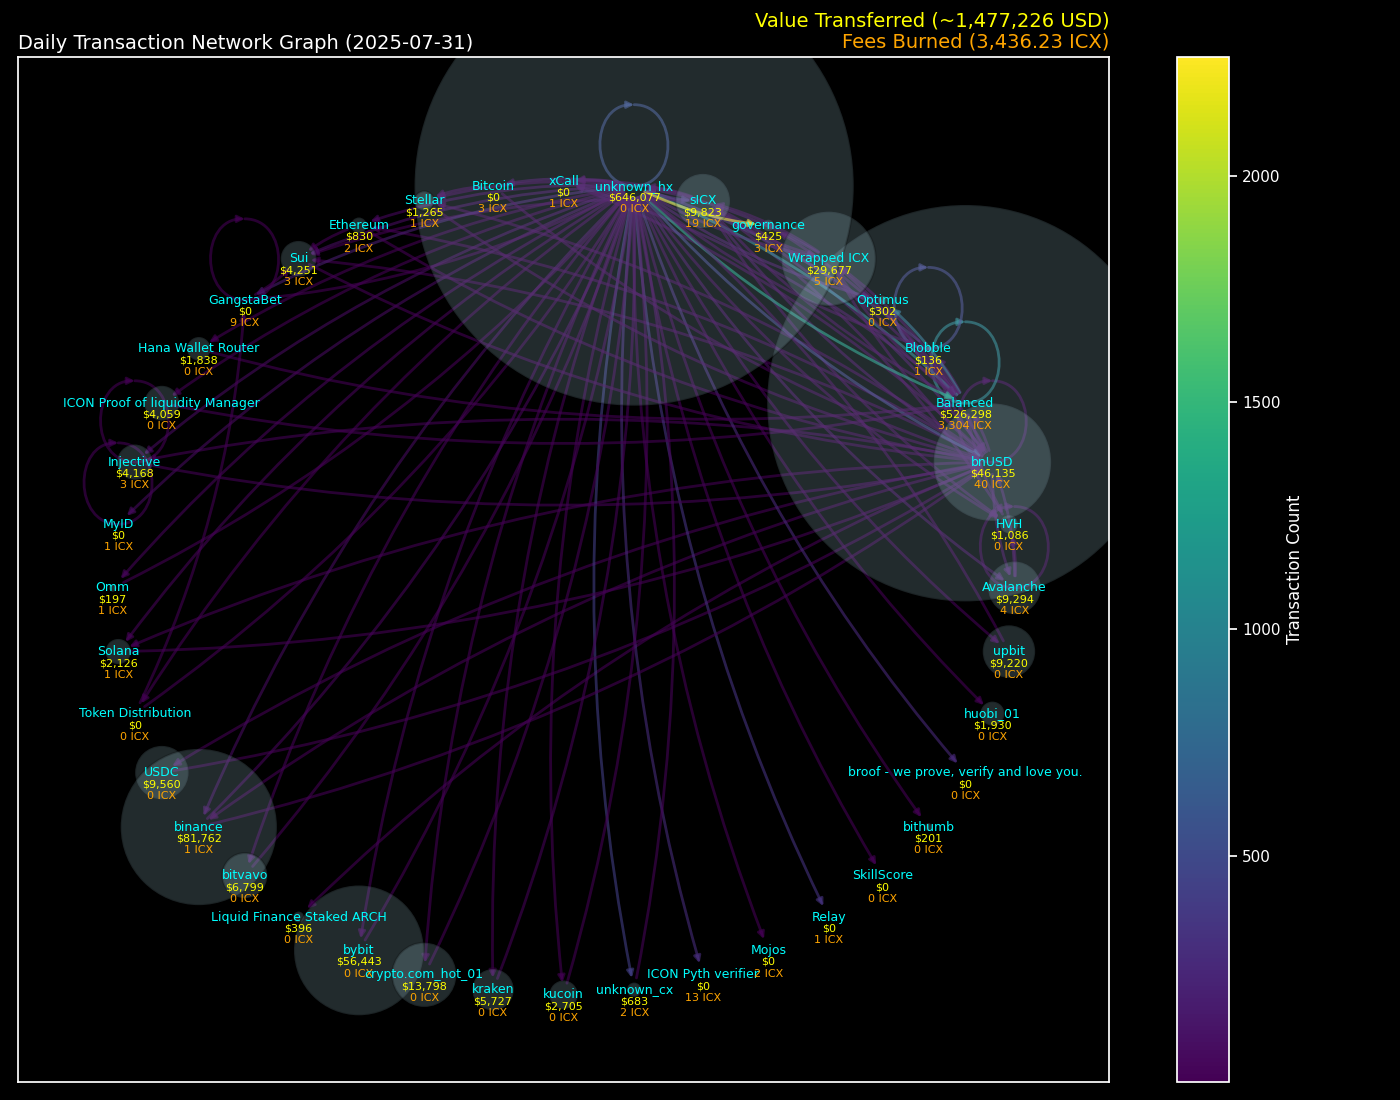 Value Transferred (~1,477,226 USD)
Daily Transaction Network Graph (2025-07-31)
Fees Burned (3,436.23 ICX)
xCall
$0
1 ICX
Bitcoin
$0
3 ICX
unknown_hx
$646,077
0 ICX
Stellar
$1,265
1 ICX
sICX
$9,823
19 ICX
Ethereum
$830
2 ICX
governance
$425
3 ICX
Sui
$4,251
3 ICX
Wrapped ICX
$29,677
5 ICX
GangstaBet
$0
9 ICX
Optimus
$302
0 ICX
Hana Wallet Router
$1,838
0 ICX
Blobble
$136
1 ICX
ICON Proof of liquidity Manager
$4,059
0 ICX
Balanced
$526,298
3,304 ICX
Injective
$4,168
3 ICX
bnUSD
$46,135
40 ICX
MyID
$0
1 ICX
HVH
$1,086
0 ICX
Omm
$197
1 ICX
Avalanche
$9,294
4 ICX
Solana
$2,126
1 ICX
upbit
$9,220
0 ICX
Token Distribution
$0
0 ICX
huobi_01
$1,930
0 ICX
USDC
$9,560
0 ICX
broof - we prove, verify and love you.
$0
0 ICX
binance
$81,762
1 ICX
bithumb
$201
0 ICX
bitvavo
$6,799
0 ICX
SkillScore
$0
0 ICX
Liquid Finance Staked ARCH
$396
0 ICX
Relay
$0
1 ICX
bybit
$56,443
0 ICX
Mojos
$0
2 ICX
crypto.com_hot_01
$13,798
0 ICX
ICON Pyth verifier
$0
13 ICX
kraken
$5,727
0 ICX
kucoin
$2,705
0 ICX
unknown_cx
$683
2 ICX
2000
1500
1000
500
Transaction Count